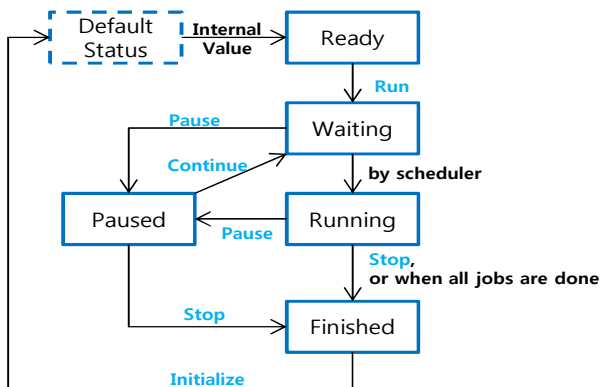 Default
Status
Internal
Value
Ready
Run
Pause
Waiting
Continue
by scheduler
Paused
Running
Pause
Stop,
or when all jobs are done
Stop
Finished
Initialize